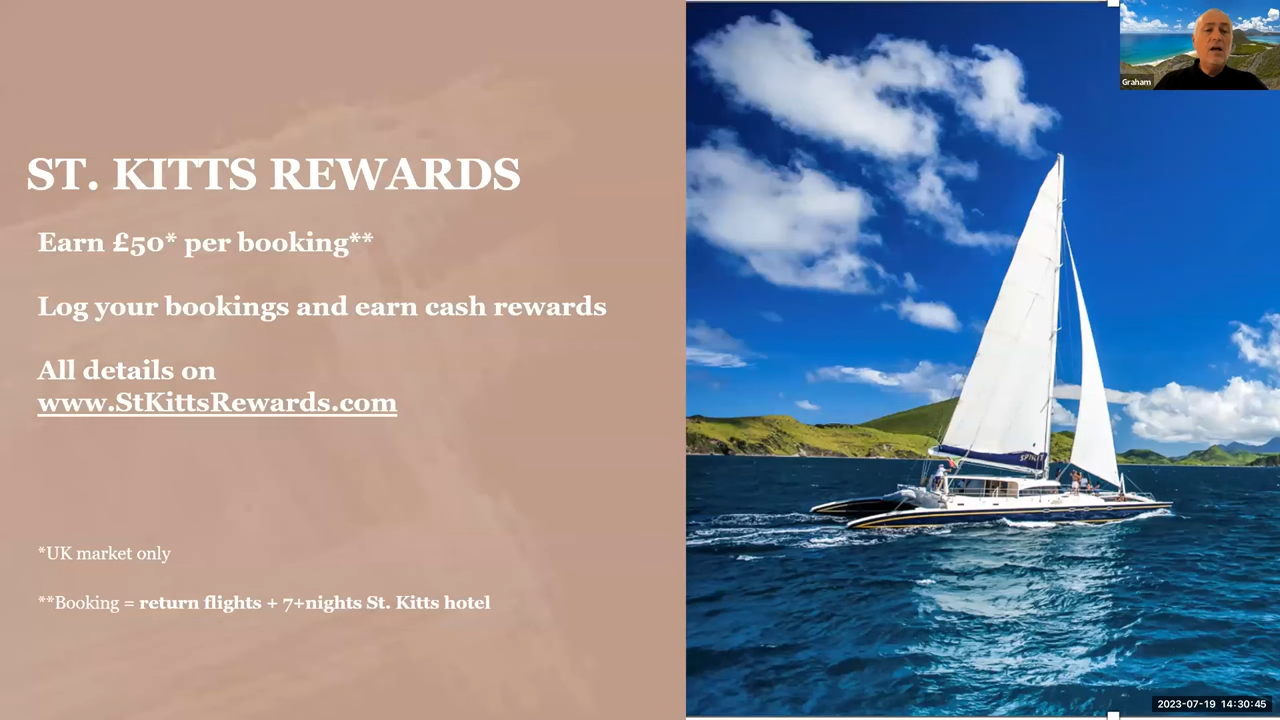 ST. KITTS REWARDS
Earn £50* per booking**
Log your bookings and earn cash rewards
All details on
www.StKittsRewards.com
*UK market only
**Booking = return flights + 7+nights St. Kitts hotel
SPIRIT
Graham
2023-07-19 14:30:45